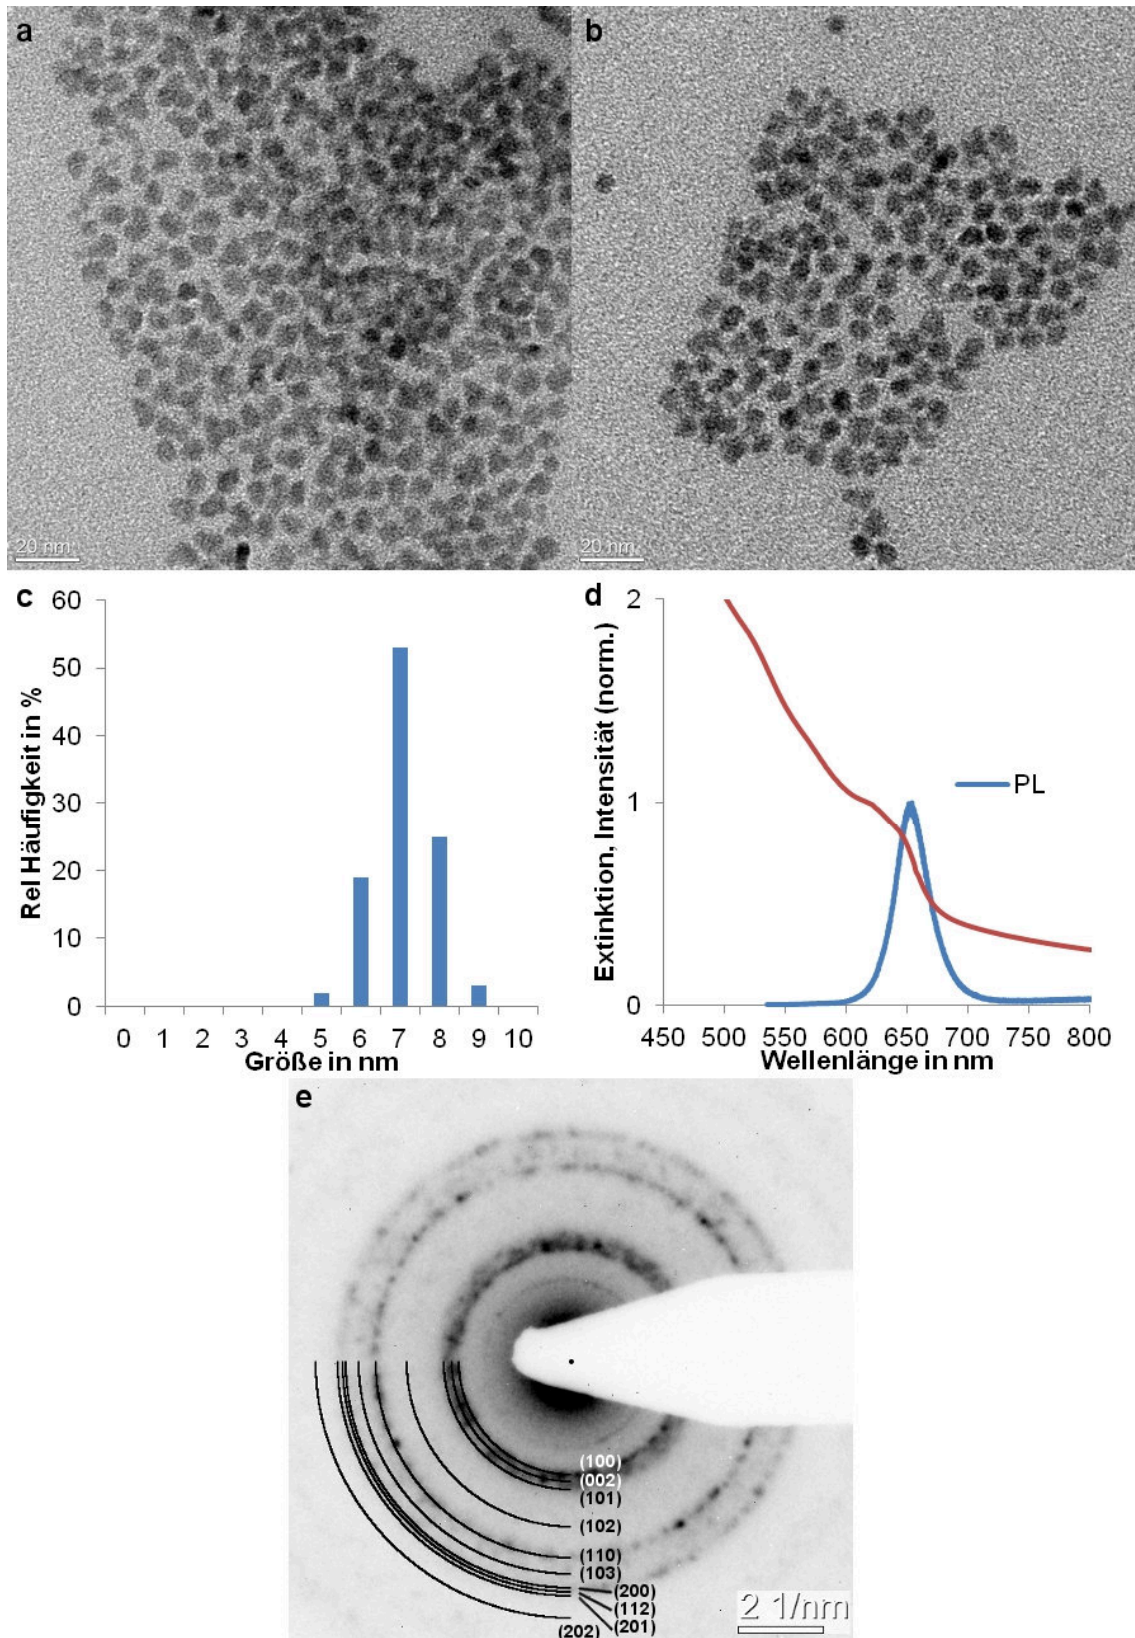 a
b
20 nm
20 nm
c
Rel Häufigkeit in %
60
50
40
30
20
10
0
0 1 2 3 4 5 6 7 8 9 10
Größe in nm
d
Extinktion, Intensität (norm.)
2
1
0
PL
450 500 550 600 650 700 750 800
Wellenlänge in nm
e
(100)
(002)
(101)
(102)
(110)
(103)
(200)
(112)
(201)
(202)
2 1/nm